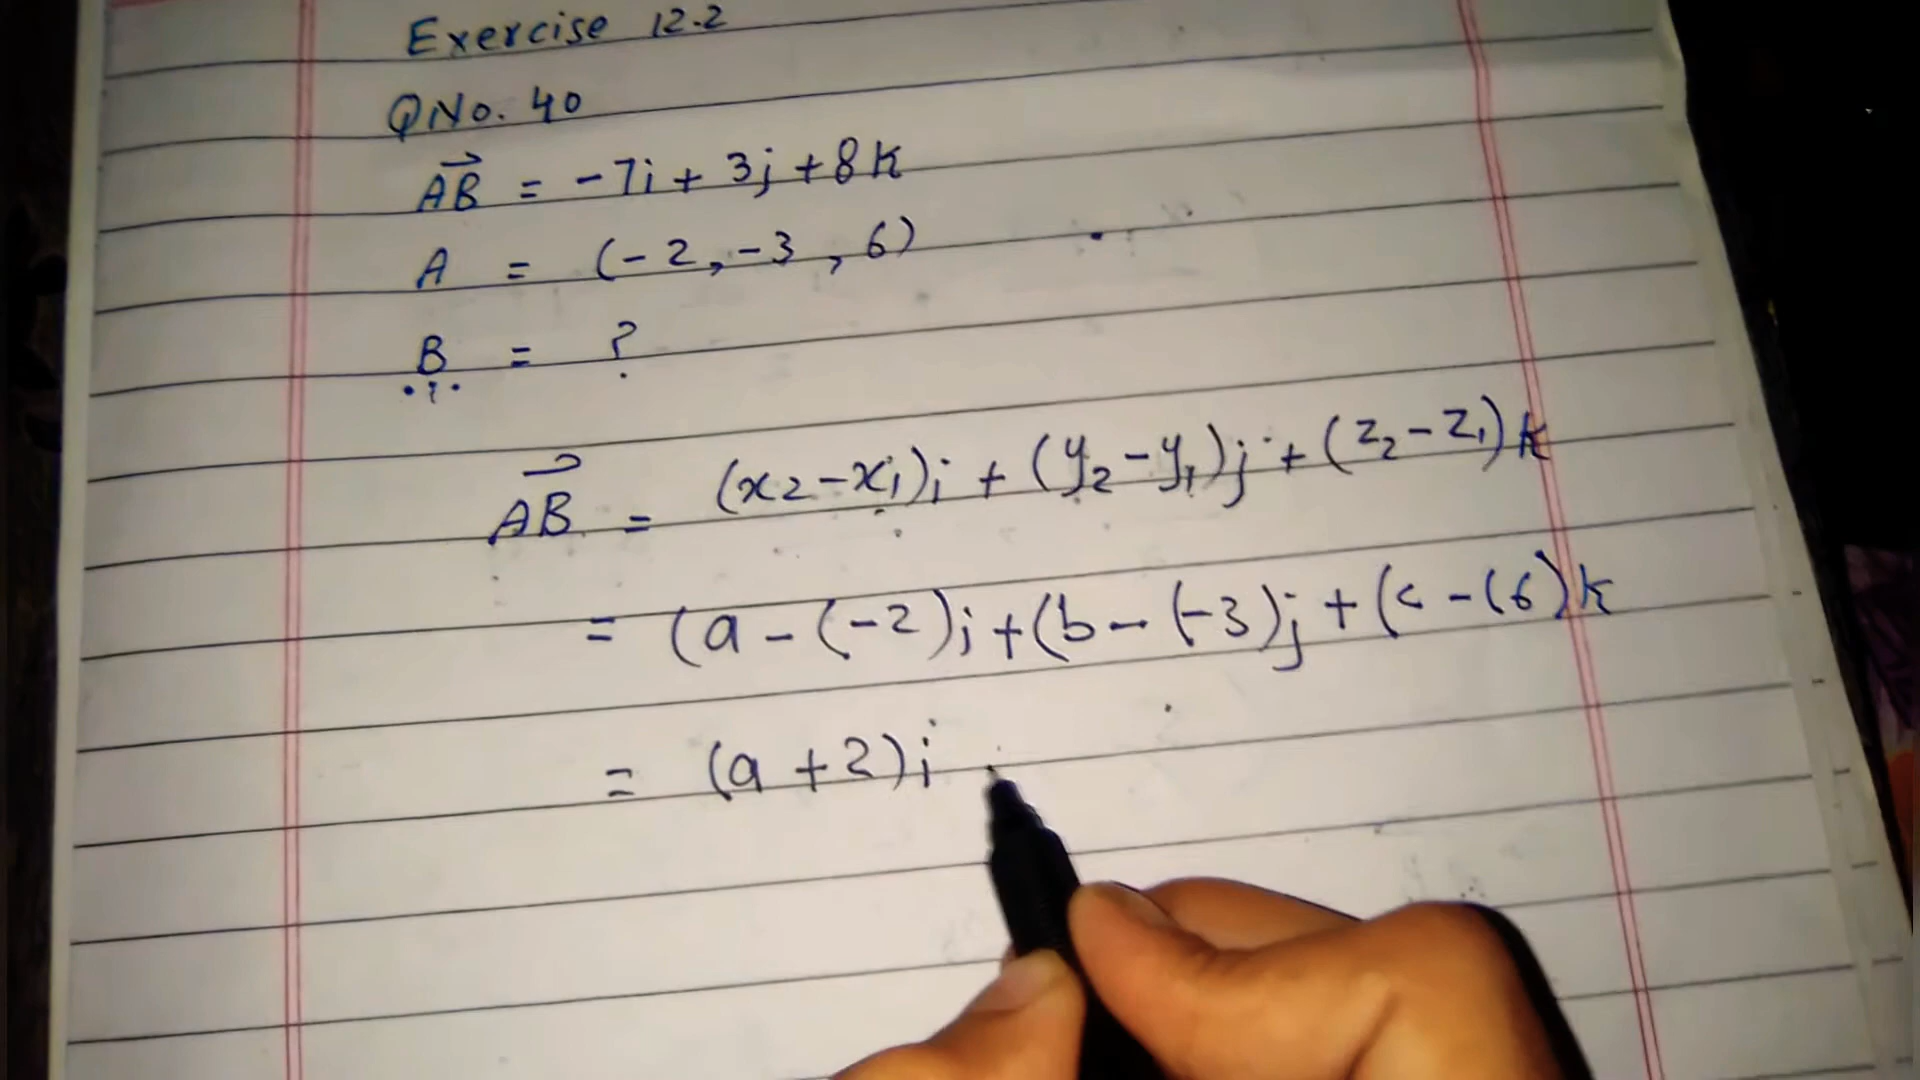 Exercise 12.2
QNo. 40
AB = -7i + 3j + 8k
A = (-2, -3, 6)
B = ?
AB = (x2 - x1)i + (y2 - y1)j + (z2 - z1)k
= (a - (-2)i + (b - (-3)j + (c - (6)k
= (a + 2)i